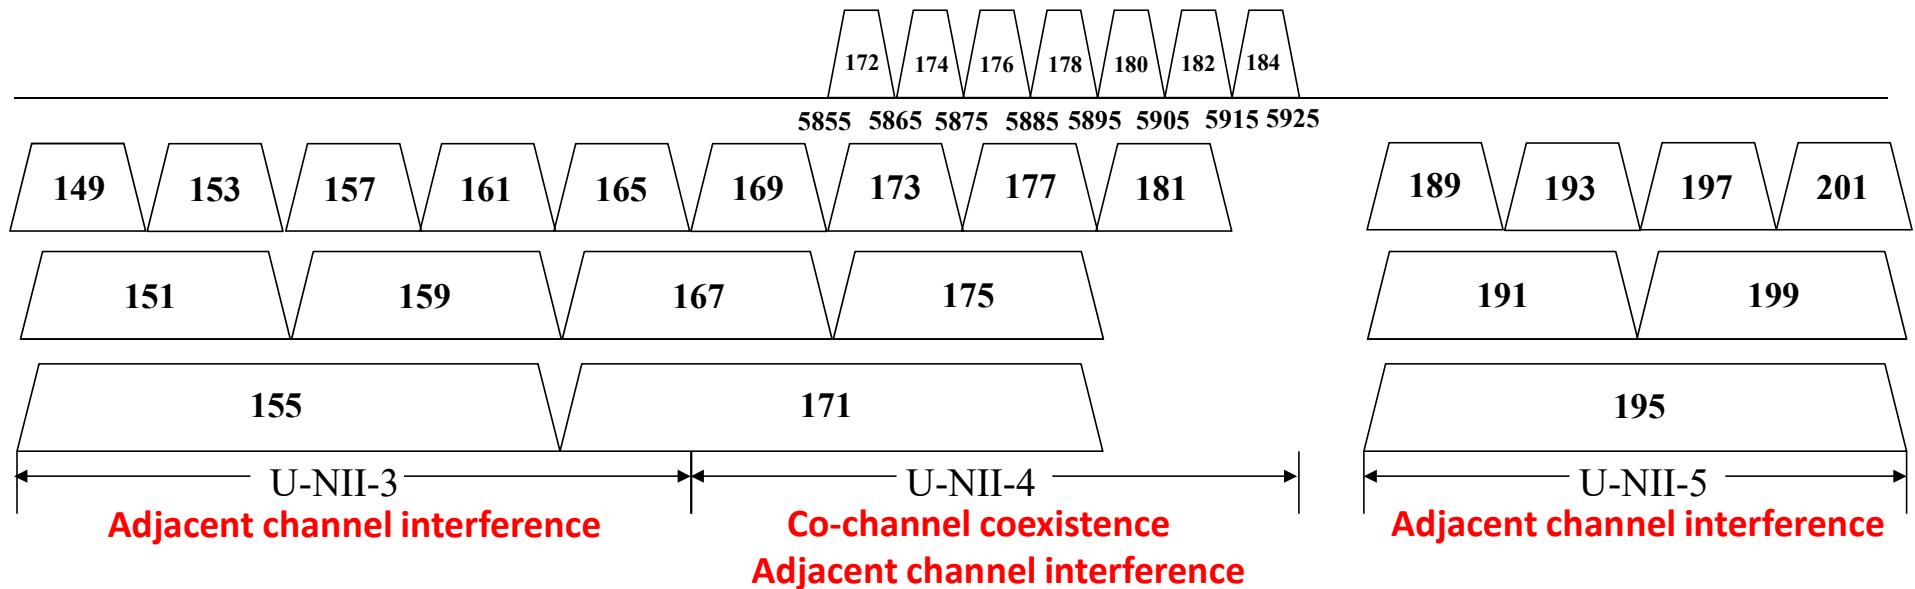 172 174 176 178 180 182 184
5855 5865 5875 5885 5895 5905 5915 5925
149 153 157 161 165 169 173 177 181 189 193 197 201
151 159 167 175 191 199
155 171 195
U-NII-3 U-NII-4 U-NII-5
Adjacent channel interference Co-channel coexistence Adjacent channel interference
Adjacent channel interference